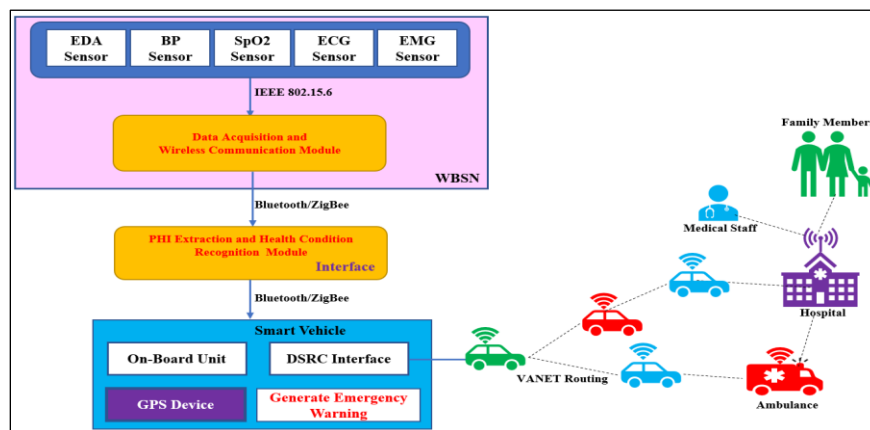 EDA
Sensor
BP
Sensor
SpO2
Sensor
ECG
Sensor
EMG
Sensor
IEEE 802.15.6
Data Acquisition and
Wireless Communication Module
WBSN
Bluetooth/ZigBee
PHI Extraction and Health Condition
Recognition Module
Interface
Bluetooth/ZigBee
Smart Vehicle
On-Board Unit
DSRC Interface
GPS Device
Generate Emergency
Warning
VANET Routing
Family Member
Medical Staff
Hospital
Ambulance